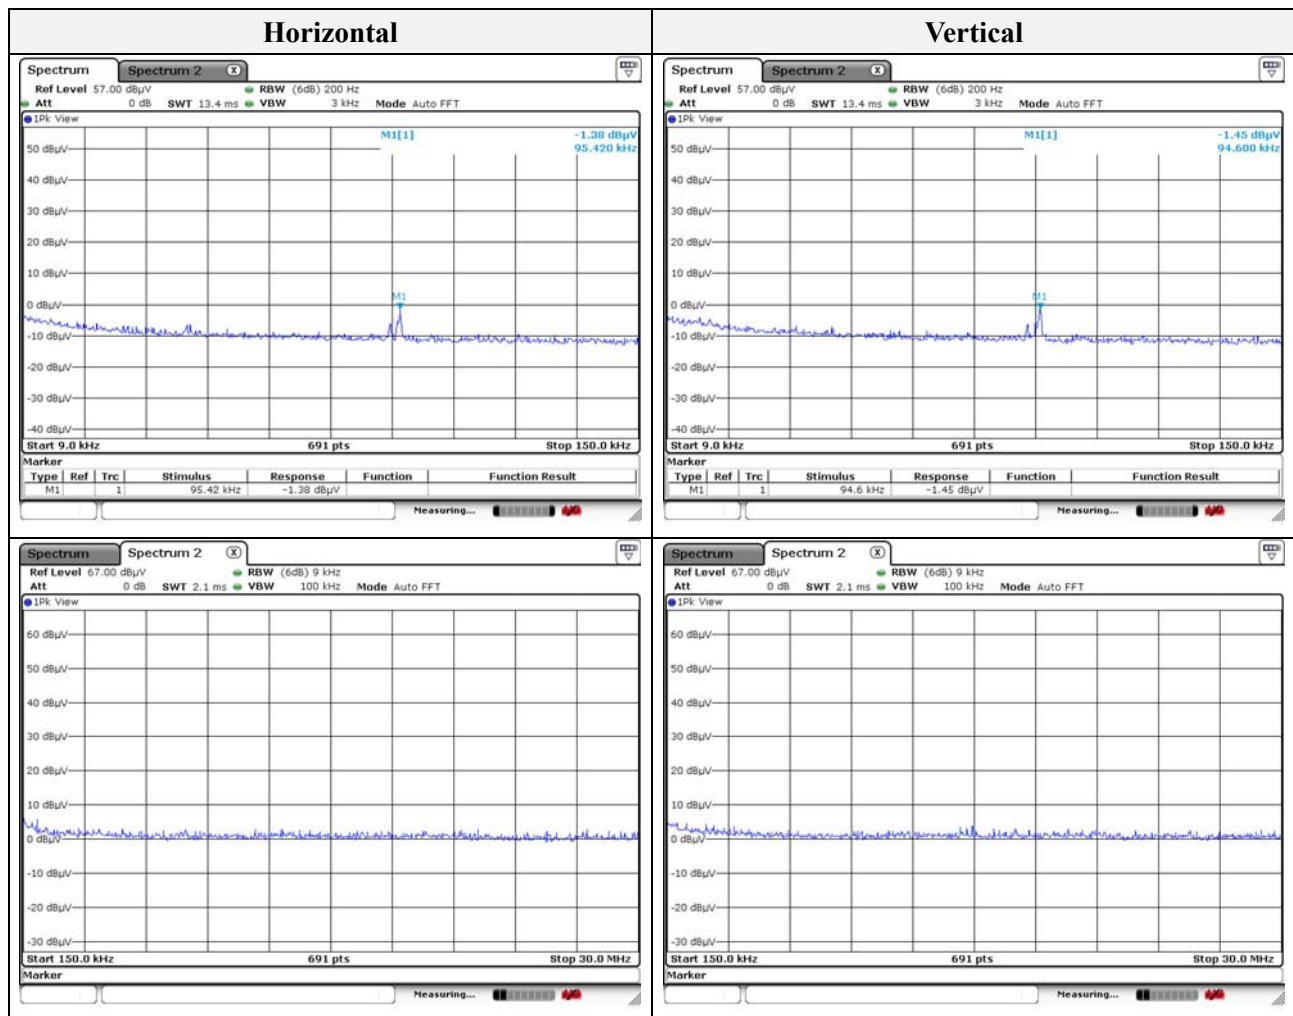 Horizontal
Vertical
Spectrum
Spectrum 2
X
Ref Level 57.00 dBµV
RBW (6dB) 200 Hz
Att 0 dB SWT 13.4 ms VBW 3 kHz Mode Auto FFT
1Pk View
M1[1] -1.38 dBµV
95.420 kHz
50 dBµV
40 dBµV
30 dBµV
20 dBµV
10 dBµV
M1
0 dBµV
-10 dBµV
-20 dBµV
-30 dBµV
-40 dBµV
Start 9.0 kHz 691 pts Stop 150.0 kHz
Marker
Type Ref Trc Stimulus Response Function Function Result
M1 1 95.42 kHz -1.38 dBµV
Measuring...
Spectrum
Spectrum 2
X
Ref Level 57.00 dBµV
RBW (6dB) 200 Hz
Att 0 dB SWT 13.4 ms VBW 3 kHz Mode Auto FFT
1Pk View
M1[1] -1.45 dBµV
94.600 kHz
50 dBµV
40 dBµV
30 dBµV
20 dBµV
10 dBµV
M1
0 dBµV
-10 dBµV
-20 dBµV
-30 dBµV
-40 dBµV
Start 9.0 kHz 691 pts Stop 150.0 kHz
Marker
Type Ref Trc Stimulus Response Function Function Result
M1 1 94.6 kHz -1.45 dBµV
Measuring...
Spectrum
Spectrum 2
X
Ref Level 67.00 dBµV
RBW (6dB) 9 kHz
Att 0 dB SWT 2.1 ms VBW 100 kHz Mode Auto FFT
1Pk View
60 dBµV
50 dBµV
40 dBµV
30 dBµV
20 dBµV
10 dBµV
0 dBµV
-10 dBµV
-20 dBµV
-30 dBµV
Start 150.0 kHz 691 pts Stop 30.0 MHz
Marker
Measuring...
Spectrum
Spectrum 2
X
Ref Level 67.00 dBµV
RBW (6dB) 9 kHz
Att 0 dB SWT 2.1 ms VBW 100 kHz Mode Auto FFT
1Pk View
60 dBµV
50 dBµV
40 dBµV
30 dBµV
20 dBµV
10 dBµV
0 dBµV
-10 dBµV
-20 dBµV
-30 dBµV
Start 150.0 kHz 691 pts Stop 30.0 MHz
Marker
Measuring...